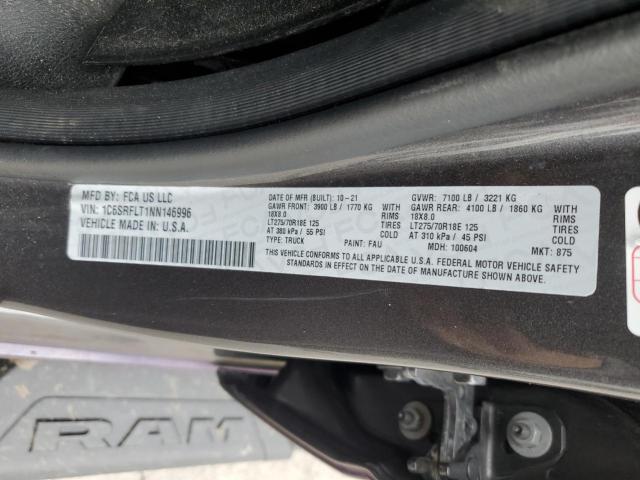 MFD BY: FCA US LLC
VIN: 1C6SRFLT1NN146996
VEHICLE MADE IN: U.S.A.
DATE OF MFR (BUILT): 10-21
GAWR FRONT: 3900 LB / 1770 KG WITH
18X8.0 TIRES
LT275/70R18E 125
AT 380 kPa / 55 PSI COLD
TYPE: TRUCK PAINT: FAU
GVWR: 7100 LB / 3221 KG
GAWR REAR: 4100 LB / 1860 KG WITH
18X8.0 TIRES
LT275/70R18E 125
AT 310 kPa / 45 PSI COLD
MDH: 100604 MKT: 875
THIS VEHICLE CONFORMS TO ALL APPLICABLE U.S.A. FEDERAL MOTOR VEHICLE SAFETY
STANDARDS IN EFFECT ON THE DATE OF MANUFACTURE SHOWN ABOVE.
RAM